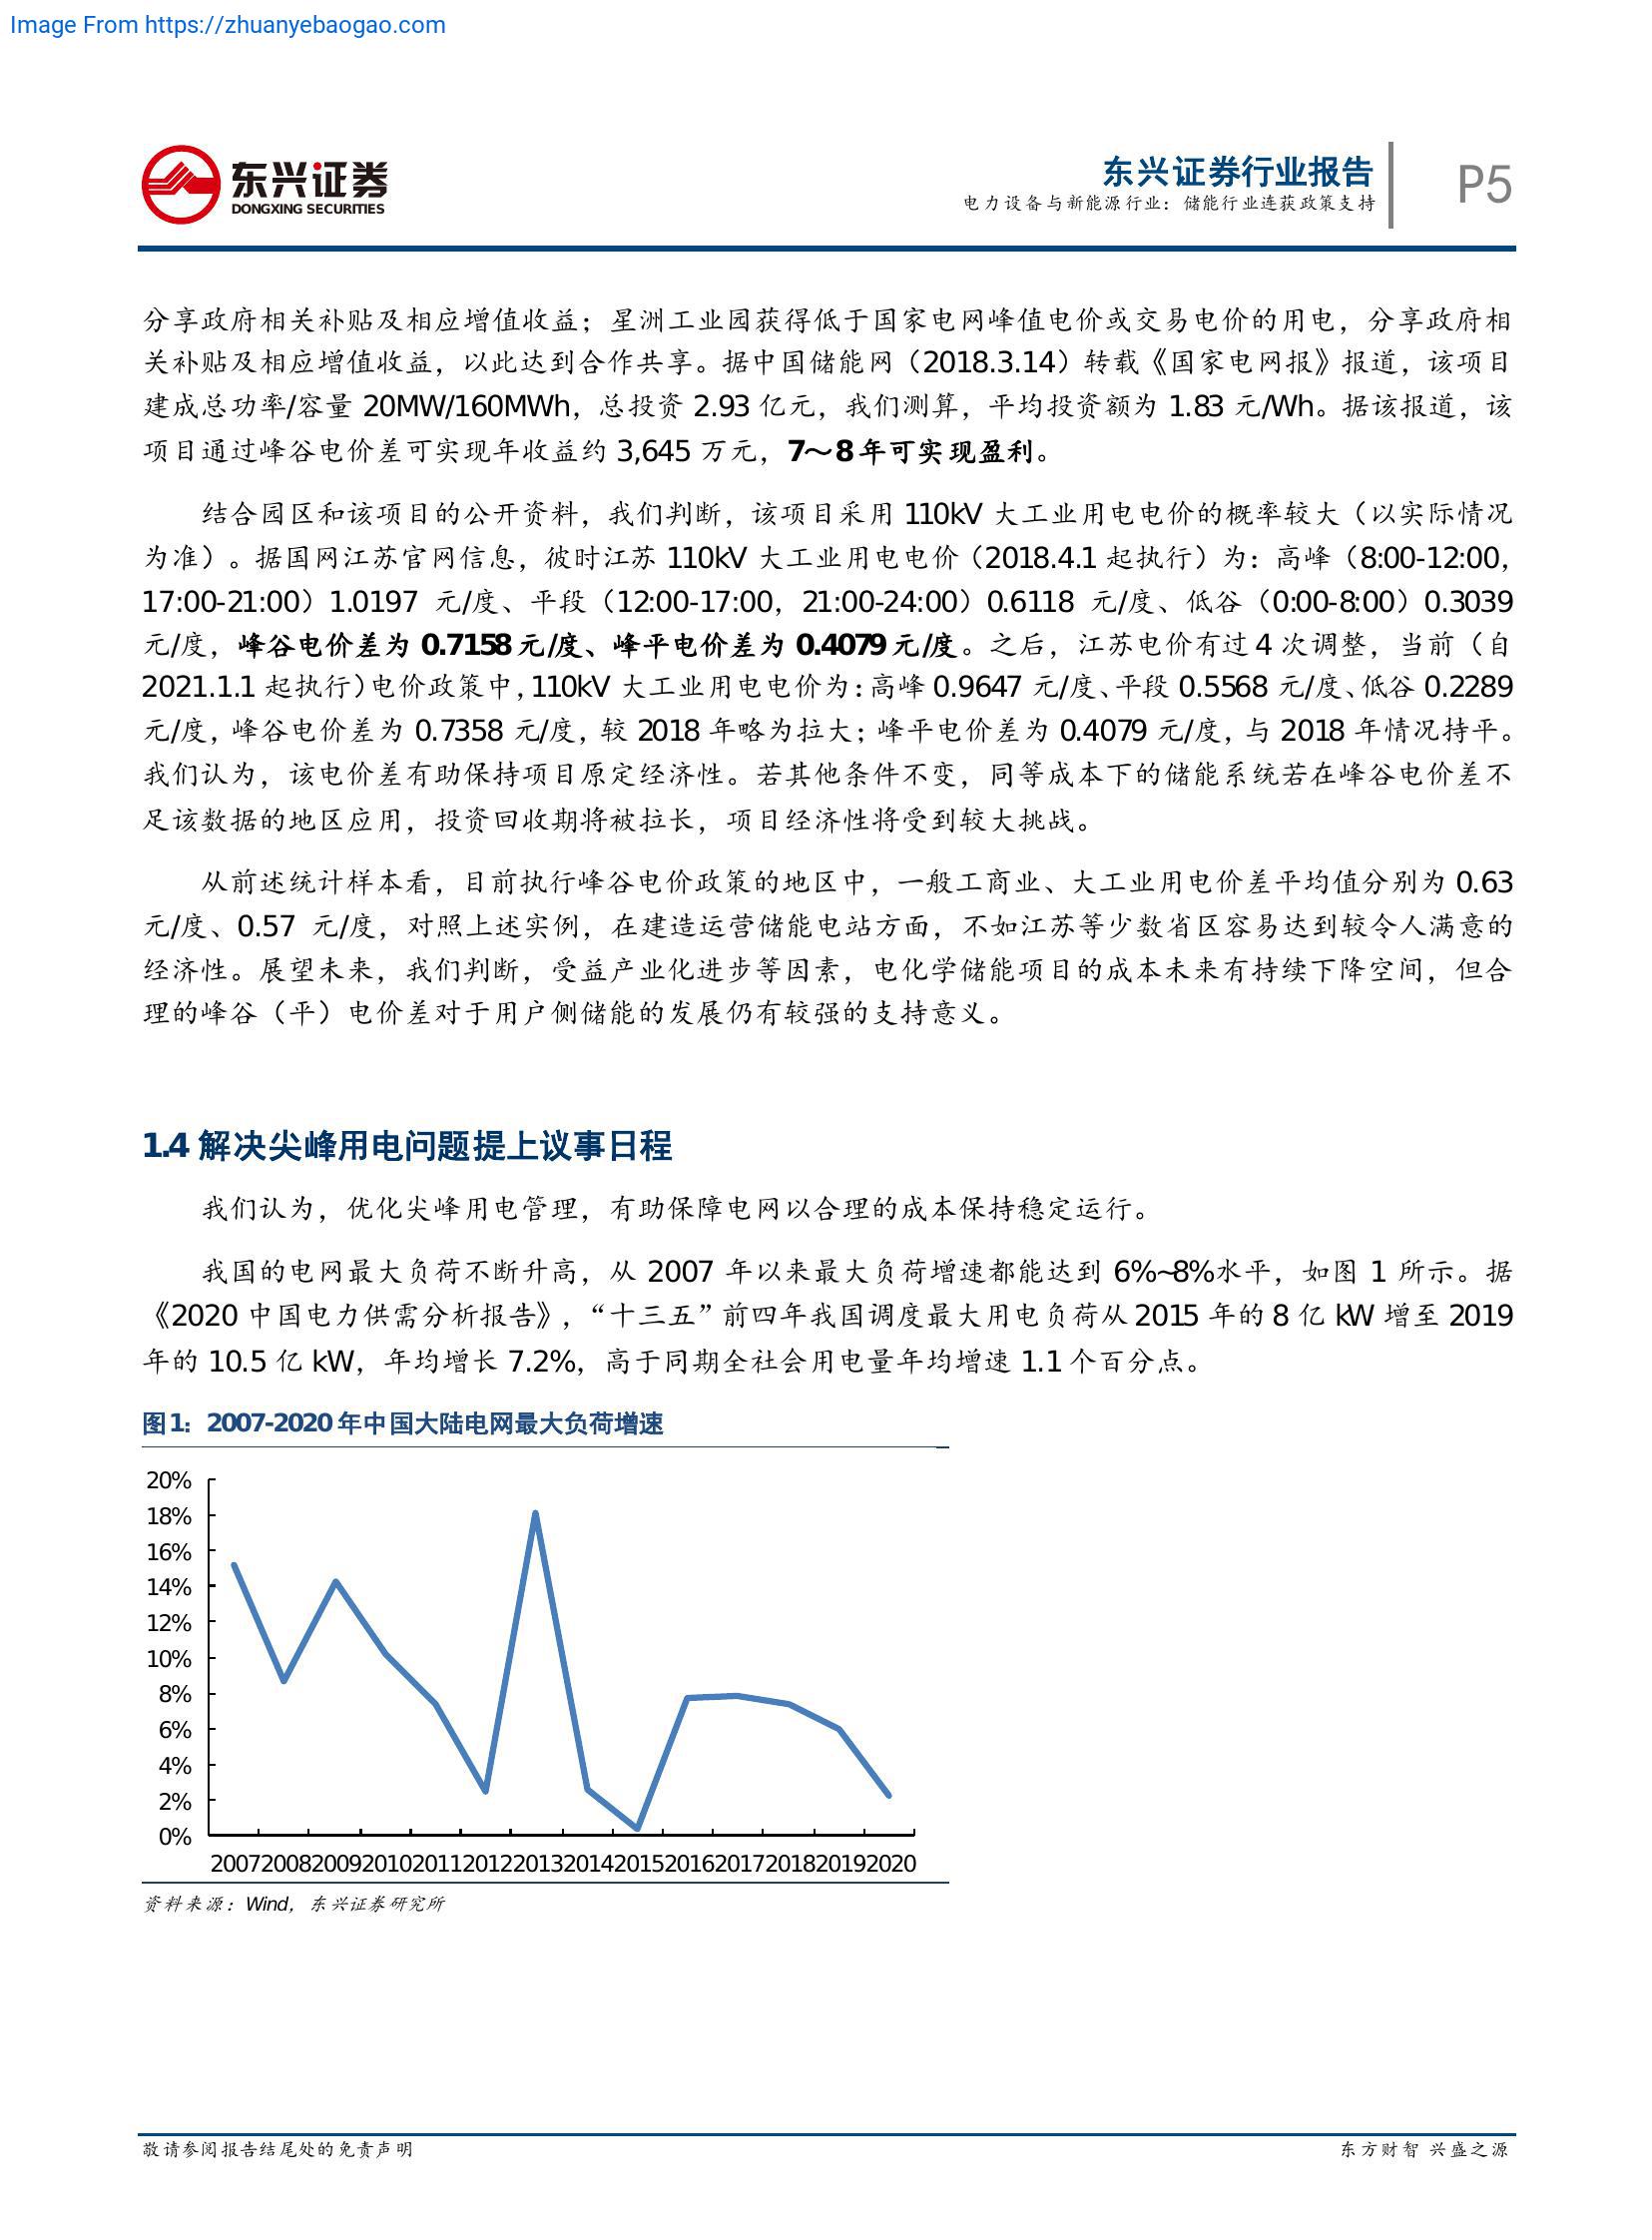 Image From https://zhuanyebaogao.com
东兴证券
DONGXING SECURITIES
东兴证券行业报告
电力设备与新能源行业：储能行业连获政策支持
P5
分享政府相关补贴及相应增值收益；星洲工业园获得低于国家电网峰值电价或交易电价的用电，分享政府相
关补贴及相应增值收益，以此达到合作共享。据中国储能网（2018.3.14）转载《国家电网报》报道，该项目
建成总功率/容量 20MW/160MWh，总投资 2.93 亿元，我们测算，平均投资额为 1.83 元/Wh。据该报道，该
项目通过峰谷电价差可实现年收益约 3,645 万元，7～8 年可实现盈利。
结合园区和该项目的公开资料，我们判断，该项目采用 110kV 大工业用电电价的概率较大（以实际情况
为准）。据国网江苏官网信息，彼时江苏 110kV 大工业用电电价（2018.4.1 起执行）为：高峰（8:00-12:00，
17:00-21:00）1.0197 元/度、平段（12:00-17:00，21:00-24:00）0.6118 元/度、低谷（0:00-8:00）0.3039
元/度，峰谷电价差为 0.7158 元/度、峰平电价差为 0.4079 元/度。之后，江苏电价有过 4 次调整，当前（自
2021.1.1 起执行）电价政策中，110kV 大工业用电电价为：高峰 0.9647 元/度、平段 0.5568 元/度、低谷 0.2289
元/度，峰谷电价差为 0.7358 元/度，较 2018 年略为拉大；峰平电价差为 0.4079 元/度，与 2018 年情况持平。
我们认为，该电价差有助保持项目原定经济性。若其他条件不变，同等成本下的储能系统若在峰谷电价差不
足该数据的地区应用，投资回收期将被拉长，项目经济性将受到较大挑战。
从前述统计样本看，目前执行峰谷电价政策的地区中，一般工商业、大工业用电价差平均值分别为 0.63
元/度、0.57 元/度，对照上述实例，在建造运营储能电站方面，不如江苏等少数省区容易达到较令人满意的
经济性。展望未来，我们判断，受益产业化进步等因素，电化学储能项目的成本未来有持续下降空间，但合
理的峰谷（平）电价差对于用户侧储能的发展仍有较强的支持意义。
1.4 解决尖峰用电问题提上议事日程
我们认为，优化尖峰用电管理，有助保障电网以合理的成本保持稳定运行。
我国的电网最大负荷不断升高，从 2007 年以来最大负荷增速都能达到 6%~8%水平，如图 1 所示。据
《2020 中国电力供需分析报告》，“十三五”前四年我国调度最大用电负荷从 2015 年的 8 亿 kW 增至 2019
年的 10.5 亿 kW，年均增长 7.2%，高于同期全社会用电量年均增速 1.1 个百分点。
图1：2007-2020 年中国大陆电网最大负荷增速
20%
18%
16%
14%
12%
10%
8%
6%
4%
2%
0%
2007 2008 2009 2010 2011 2012 2013 2014 2015 2016 2017 2018 2019 2020
资料来源：Wind，东兴证券研究所
敬请参阅报告结尾处的免责声明
东方财智 兴盛之源